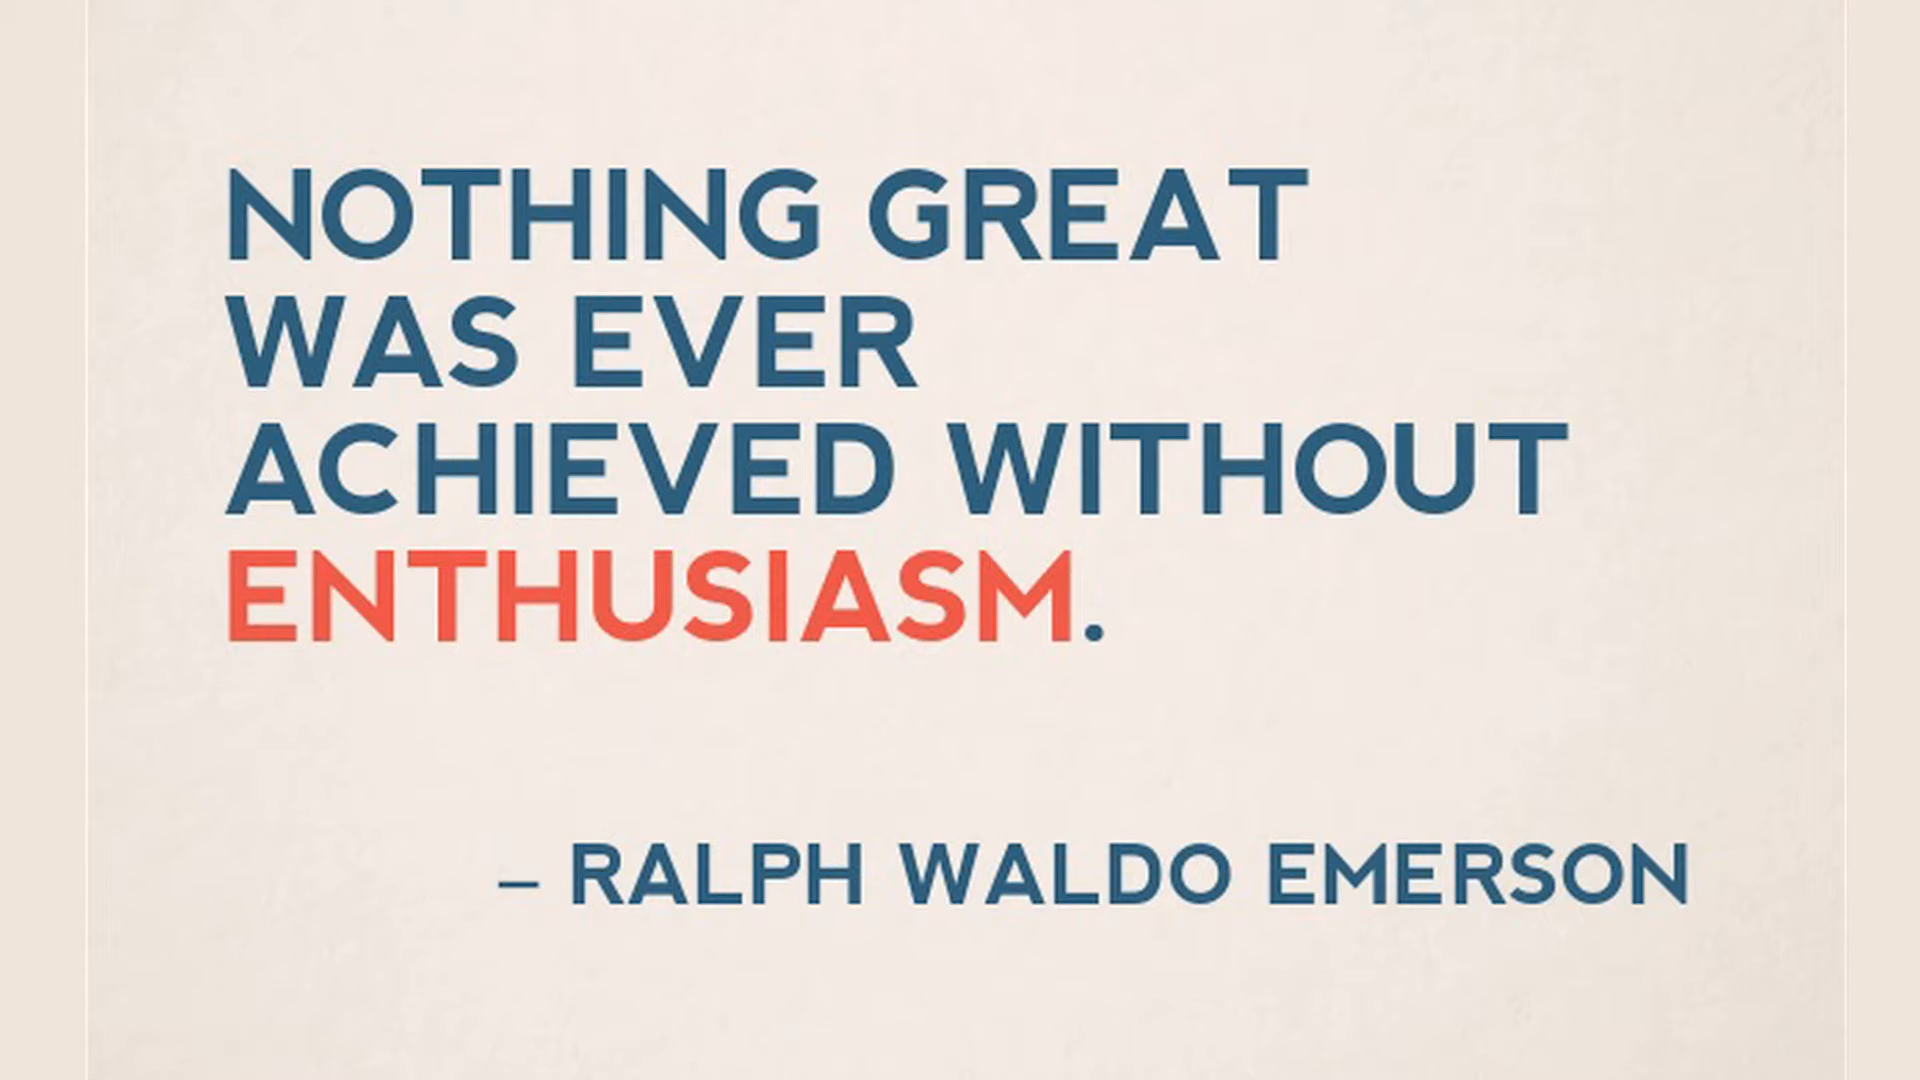 NOTHING GREAT
WAS EVER
ACHIEVED WITHOUT
ENTHUSIASM.
– RALPH WALDO EMERSON